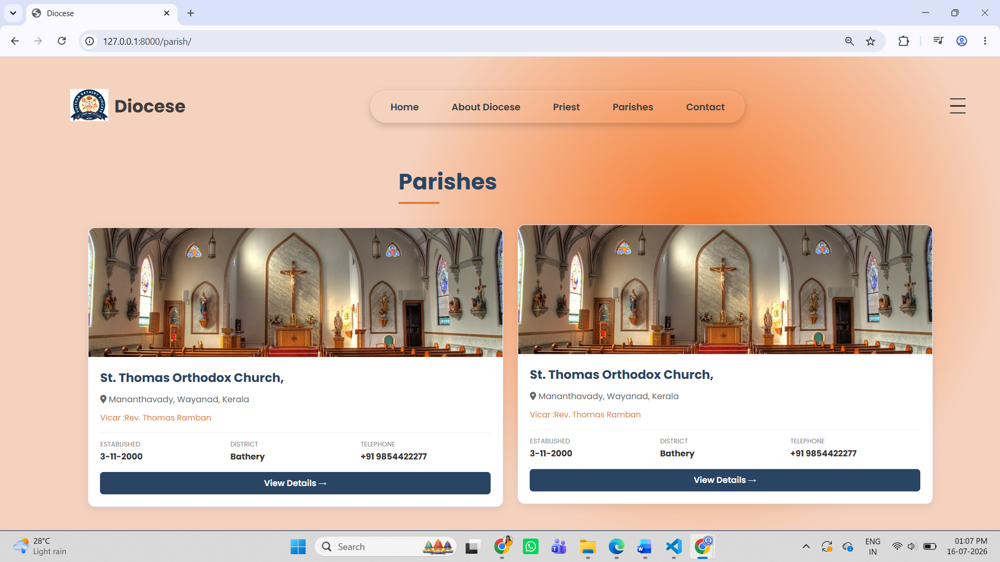 Diocese
127.0.0.1:8000/parish/
SULTHAN BATHERY DIOCESE
Diocese
Home
About Diocese
Priest
Parishes
Contact
Parishes
St. Thomas Orthodox Church,
Mananthavady, Wayanad, Kerala
Vicar :Rev. Thomas Ramban
ESTABLISHED
DISTRICT
TELEPHONE
3-11-2000
Bathery
+91 9854422277
View Details →
St. Thomas Orthodox Church,
Mananthavady, Wayanad, Kerala
Vicar :Rev. Thomas Ramban
ESTABLISHED
DISTRICT
TELEPHONE
3-11-2000
Bathery
+91 9854422277
View Details →
28°C
Light rain
Search
ENG
IN
01:07 PM
16-07-2026